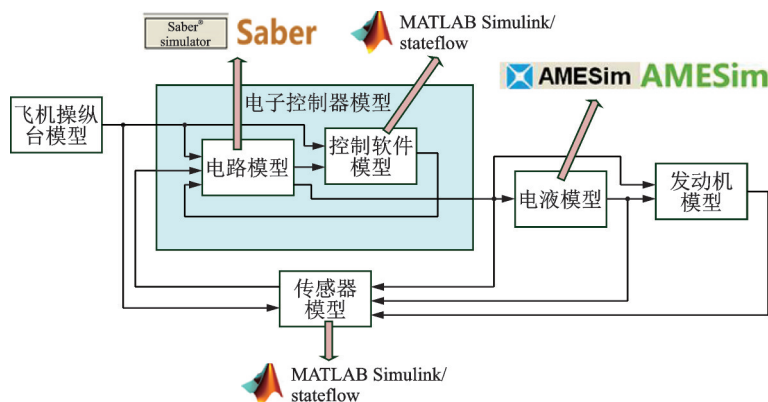 Saber®
simulator
Saber
MATLAB Simulink/
stateflow
AMESim AMESim
电子控制器模型
飞机操纵
台模型
电路模型
控制软件
模型
电液模型
发动机
模型
传感器
模型
MATLAB Simulink/
stateflow